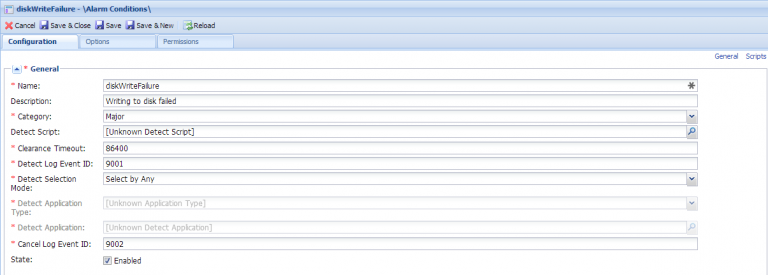 diskWriteFailure - \Alarm Conditions\
Cancel Save & Close Save Save & New Reload
Configuration Options Permissions
General Scripts
* General
* Name: diskWriteFailure
Description: Writing to disk failed
* Category: Major
Detect Script: [Unknown Detect Script]
* Clearance Timeout: 86400
* Detect Log Event ID: 9001
* Detect Selection Mode: Select by Any
* Detect Application Type: [Unknown Application Type]
* Detect Application: [Unknown Detect Application]
* Cancel Log Event ID: 9002
State: Enabled